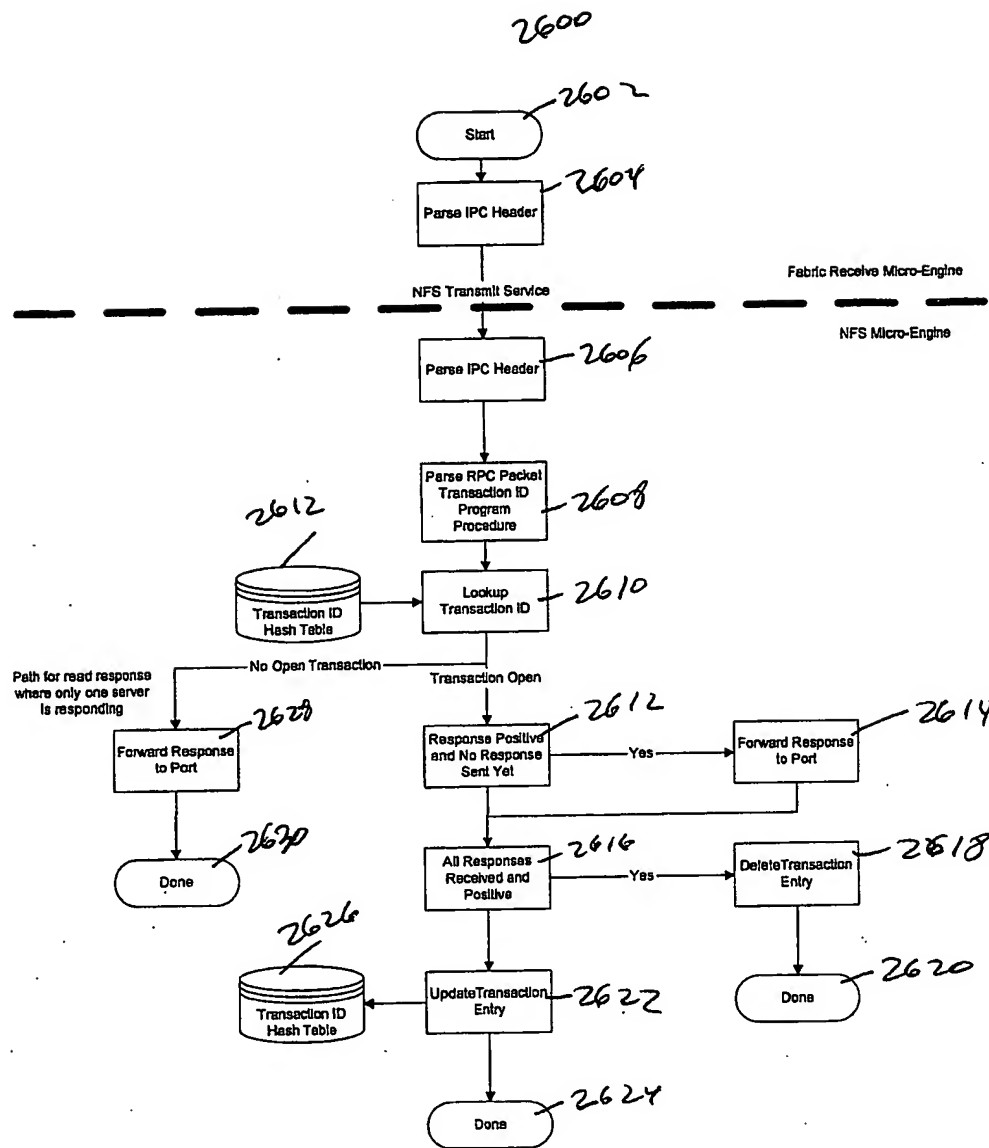 2600
2602
Start
2604
Parse IPC Header
Fabric Receive Micro-Engine
NFS Transmit Service
NFS Micro-Engine
2606
Parse IPC Header
Parse RPC Packet
Transaction ID
Program
Procedure
2608
2612
Lookup
Transaction ID
2610
Transaction ID
Hash Table
No Open Transaction
Transaction Open
Path for read response
where only one server
is responding
2628
Forward Response
to Port
2612
Response Positive
and No Response
Sent Yet
Yes
2614
Forward Response
to Port
2630
Done
2616
All Responses
Received and
Positive
Yes
2618
DeleteTransaction
Entry
2626
Transaction ID
Hash Table
UpdateTransaction
Entry
2622
2620
Done
2624
Done